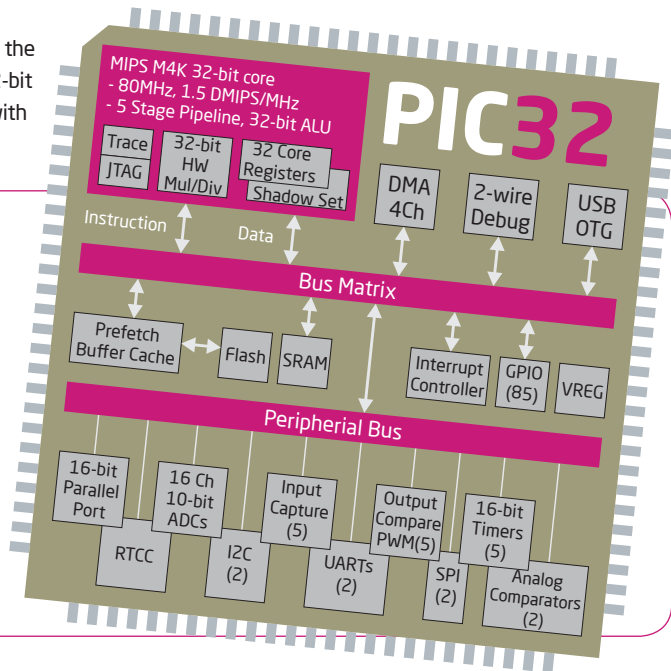 the
-bit
ith
MIPS M4K 32-bit core
- 80MHz, 1.5 DMIPS/MHz
- 5 Stage Pipeline, 32-bit ALU
Trace
JTAG
32-bit
HW
Mul/Div
32 Core
Registers
Shadow Set
PIC32
DMA
4Ch
2-wire
Debug
USB
OTG
Instruction
Data
Bus Matrix
Prefetch
Buffer Cache
Flash
SRAM
Interrupt
Controller
GPIO
(85)
VREG
Peripherial Bus
16-bit
Parallel
Port
RTCC
16 Ch
10-bit
ADCs
I2C
(2)
Input
Capture
(5)
UARTs
(2)
Output
Compare
PWM(5)
SPI
(2)
16-bit
Timers
(5)
Analog
Comparators
(2)